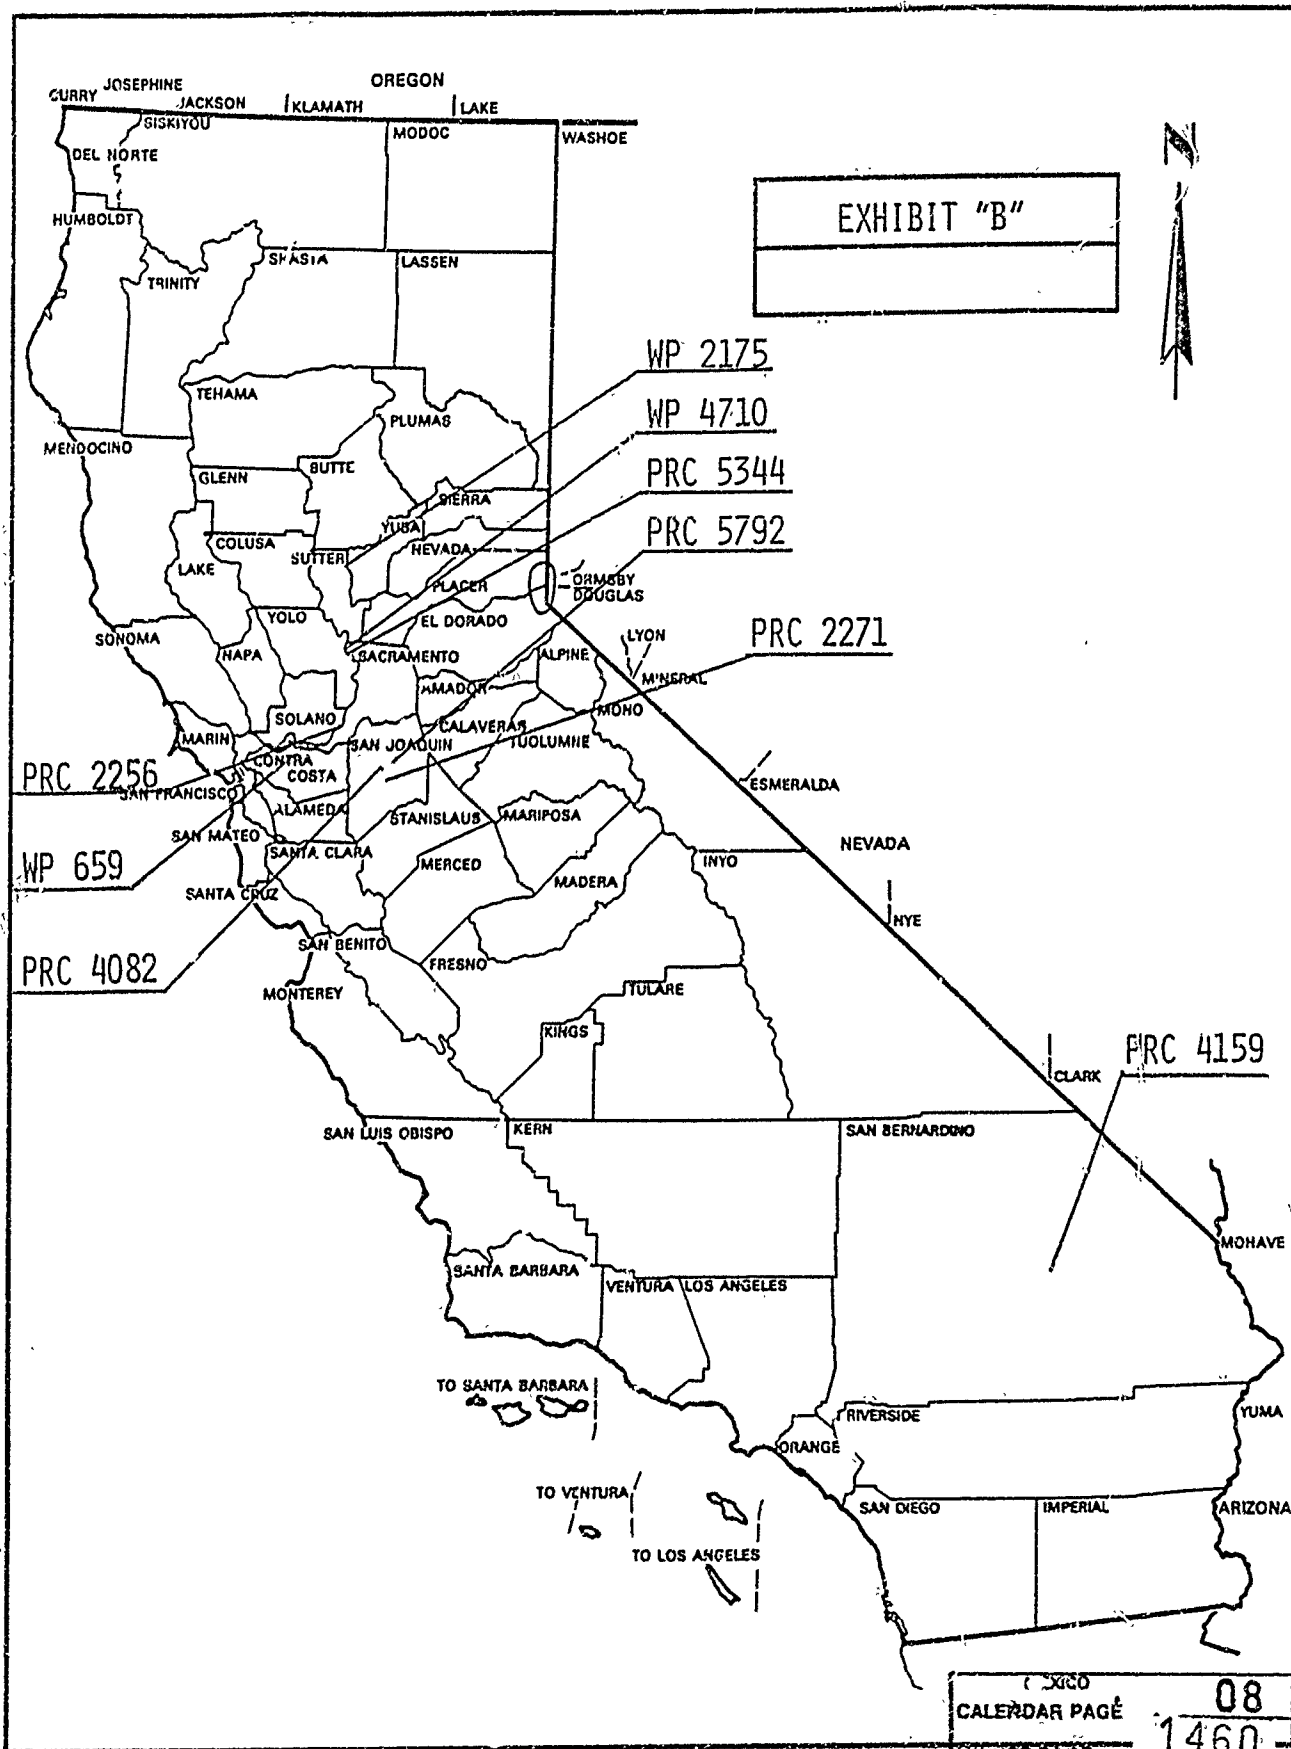 OREGON
CURRY
JOSEPHINE
JACKSON
KLAMATH
LAKE
SISKIYOU
MODOC
WASHOE
DEL NORTE
N
EXHIBIT "B"
HUMBOLDT
TRINITY
SHASTA
LASSEN
WP 2175
TEHAMA
PLUMAS
WP 4710
MENDOCINO
GLENN
BUTTE
PRC 5344
SIERRA
YUBA
PRC 5792
COLUSA
SUTTER
NEVADA
LAKE
PLACER
ORMSBY
DOUGLAS
YOLO
EL DORADO
SONOMA
NAPA
SACRAMENTO
ALPINE
LYON
PRC 2271
AMADOR
MINERAL
SOLANO
CALAVERAS
MONO
MARIN
SAN JOAQUIN
TUOLUMNE
CONTRA
COSTA
PRC 2256
SAN FRANCISCO
ESMERALDA
ALAMEDA
STANISLAUS
MARIPOSA
SAN MATEO
SANTA CLARA
NEVADA
WP 659
MERCED
INYO
MADERA
SANTA CRUZ
NYE
SAN BENITO
PRC 4082
FRESNO
MONTEREY
TULARE
KINGS
PRC 4159
CLARK
SAN LUIS OBISPO
KERN
SAN BERNARDINO
MOHAVE
SANTA BARBARA
VENTURA
LOS ANGELES
TO SANTA BARBARA
RIVERSIDE
YUMA
ORANGE
TO VENTURA
SAN DIEGO
IMPERIAL
ARIZONA
TO LOS ANGELES
CALENDAR PAGE
08
1460